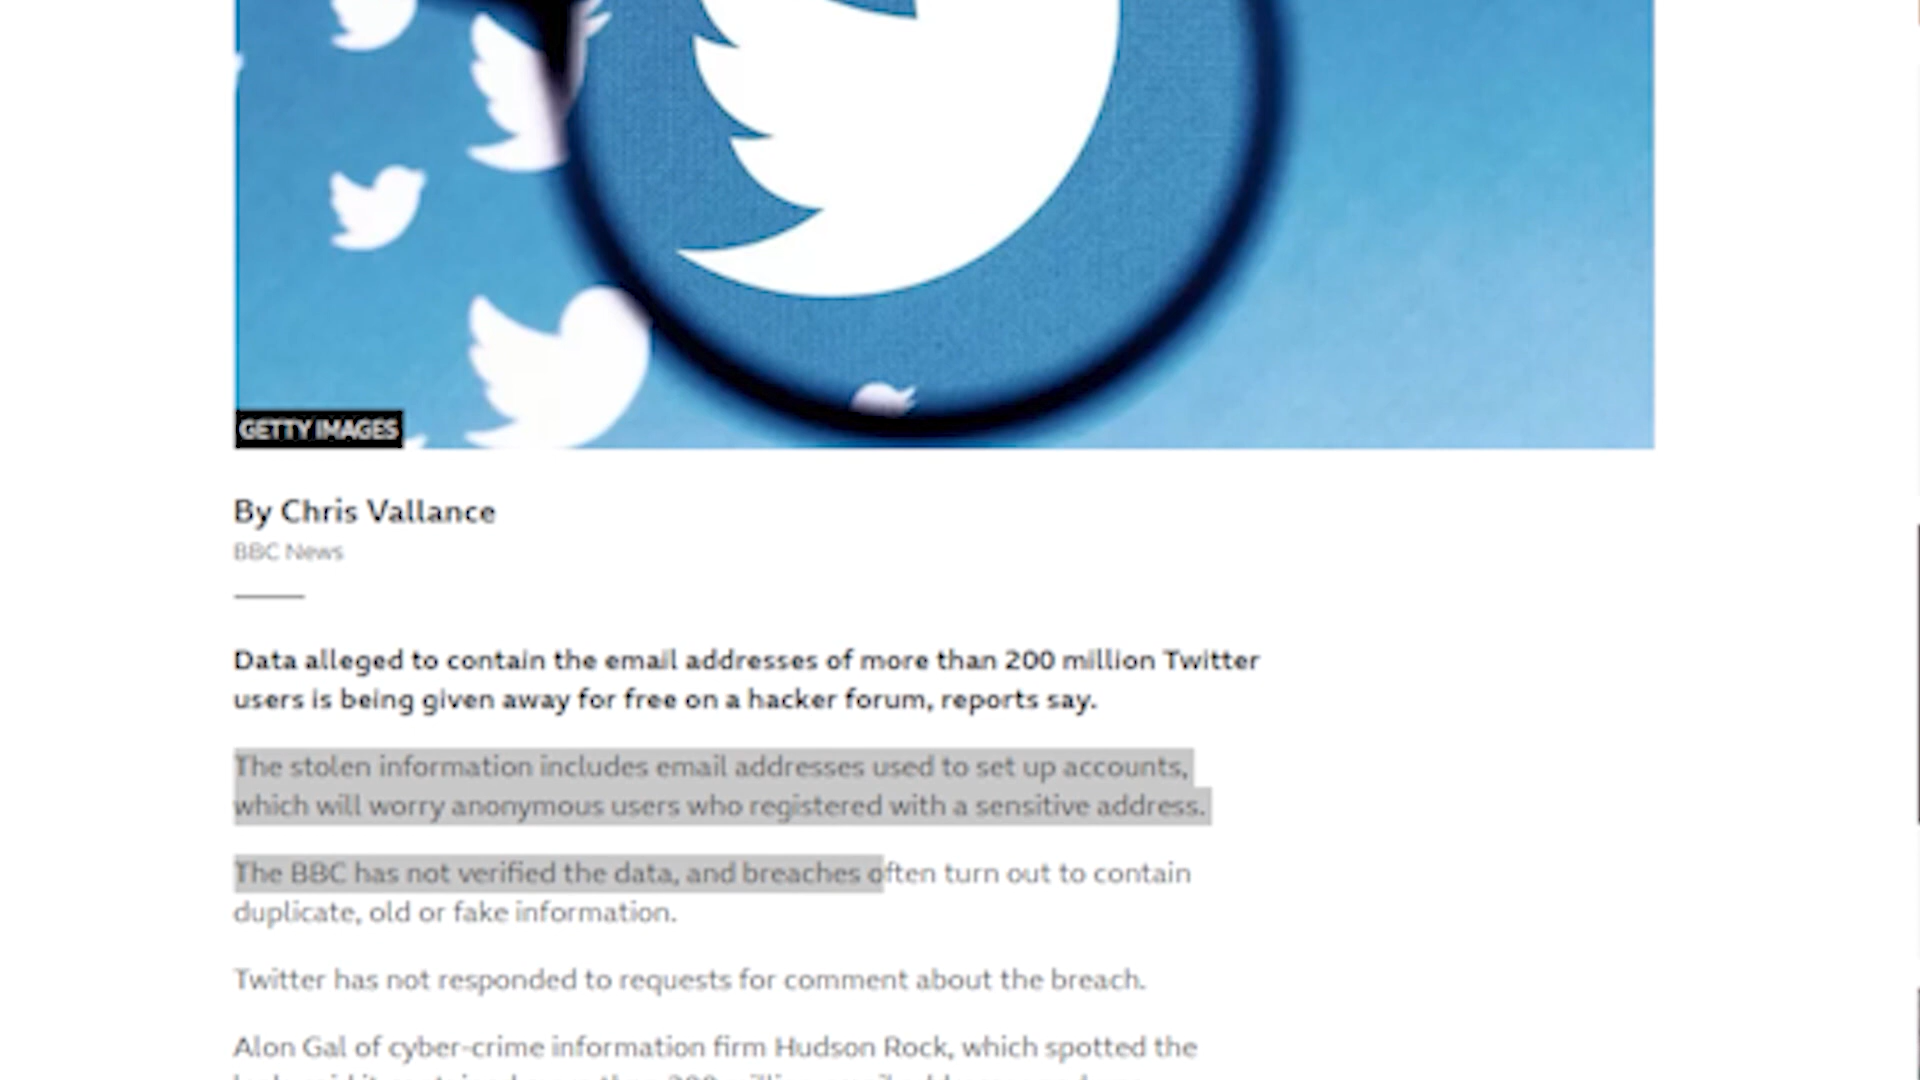 GETTY IMAGES
By Chris Vallance
BBC News
Data alleged to contain the email addresses of more than 200 million Twitter
users is being given away for free on a hacker forum, reports say.
The stolen information includes email addresses used to set up accounts,
which will worry anonymous users who registered with a sensitive address.
The BBC has not verified the data, and breaches often turn out to contain
duplicate, old or fake information.
Twitter has not responded to requests for comment about the breach.
Alon Gal of cyber-crime information firm Hudson Rock, which spotted the